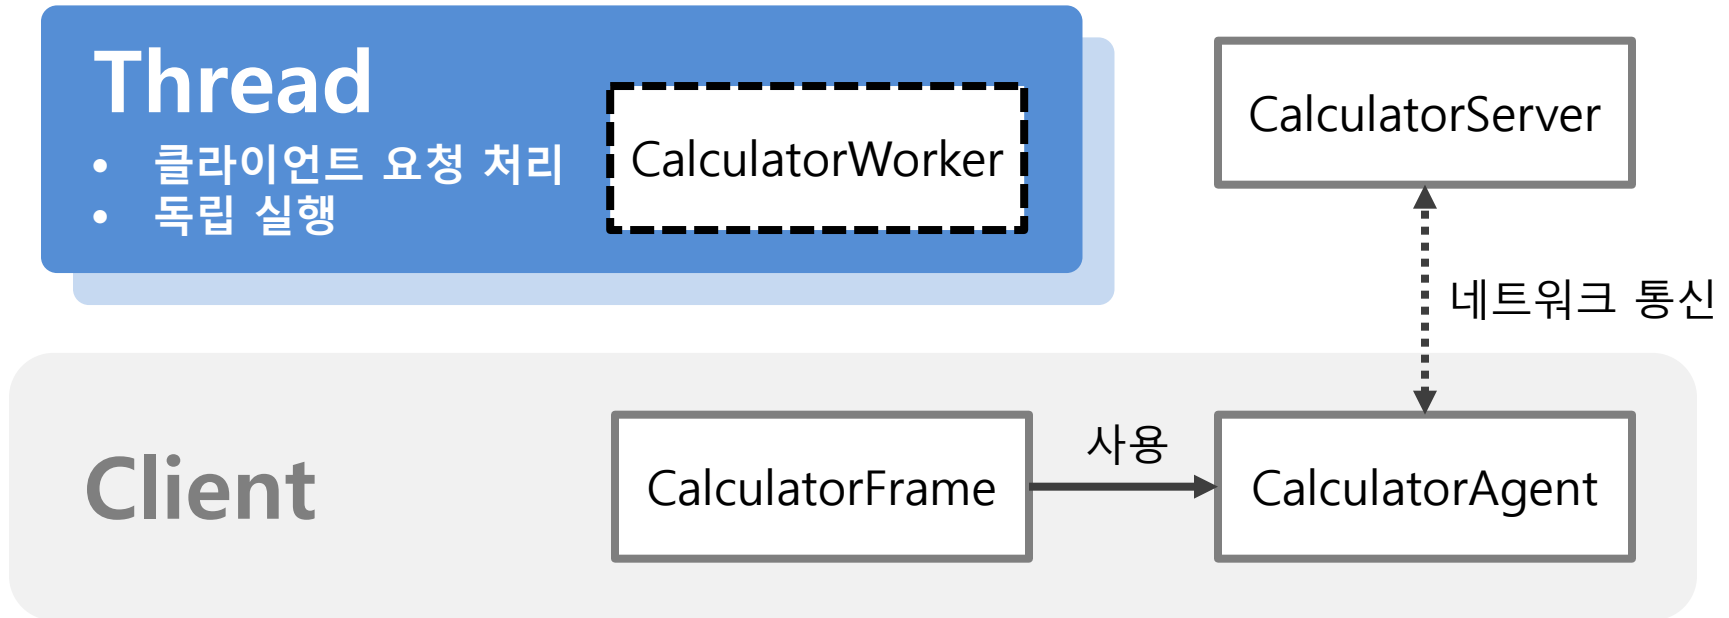 Thread
• 클라이언트 요청 처리
• 독립 실행
CalculatorWorker
CalculatorServer
네트워크 통신
Client
CalculatorFrame
사용
CalculatorAgent